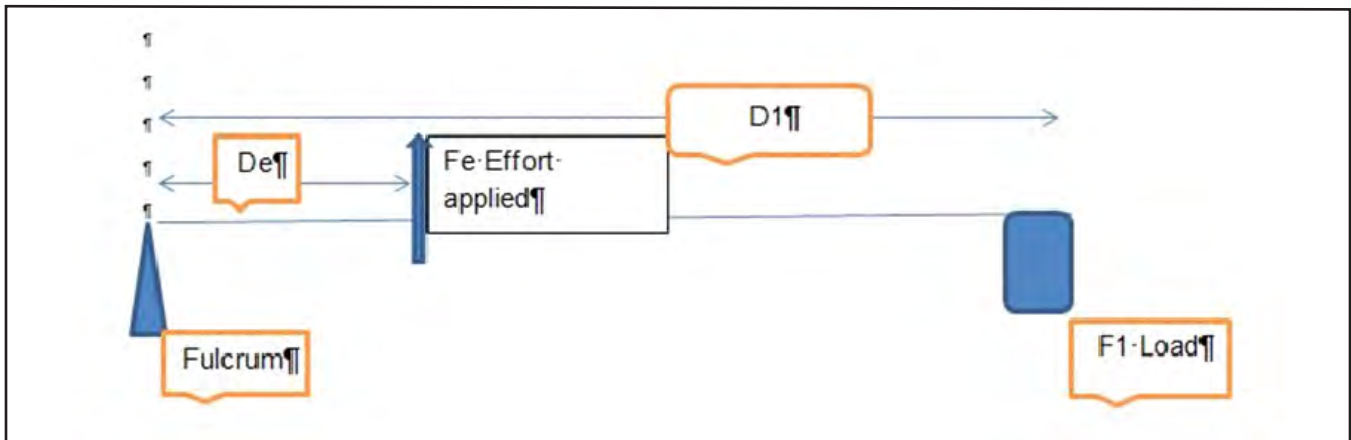 ¶
¶
¶
¶
¶
D1¶
De¶
Fe·Effort·
applied¶
Fulcrum¶
F1·Load¶